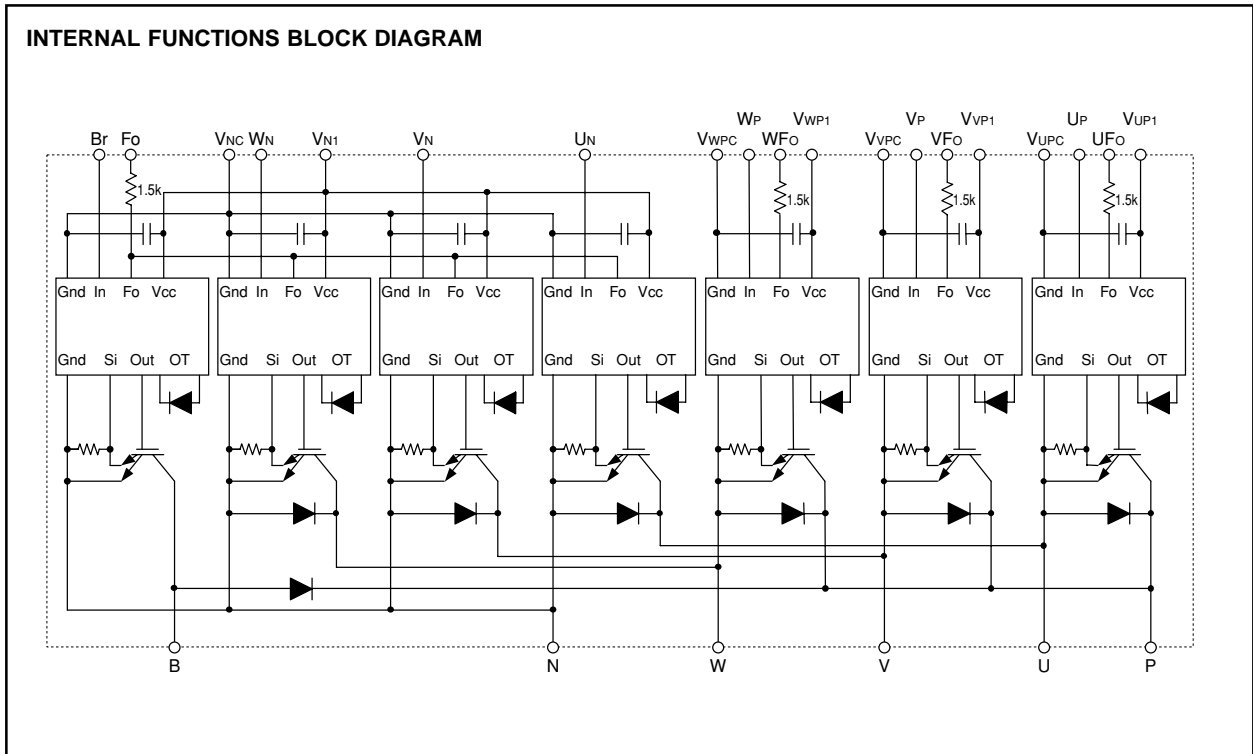 INTERNAL FUNCTIONS BLOCK DIAGRAM
WP VWP1 VP VVP1 UP VUP1
Br Fo VNC WN VN1 VN UN VWPC WFO VVPC VFO VUPC UFO
1.5k 1.5k 1.5k 1.5k
Gnd In Fo Vcc Gnd In Fo Vcc Gnd In Fo Vcc Gnd In Fo Vcc Gnd In Fo Vcc Gnd In Fo Vcc Gnd In Fo Vcc
Gnd Si Out OT Gnd Si Out OT Gnd Si Out OT Gnd Si Out OT Gnd Si Out OT Gnd Si Out OT Gnd Si Out OT
B N W V U P